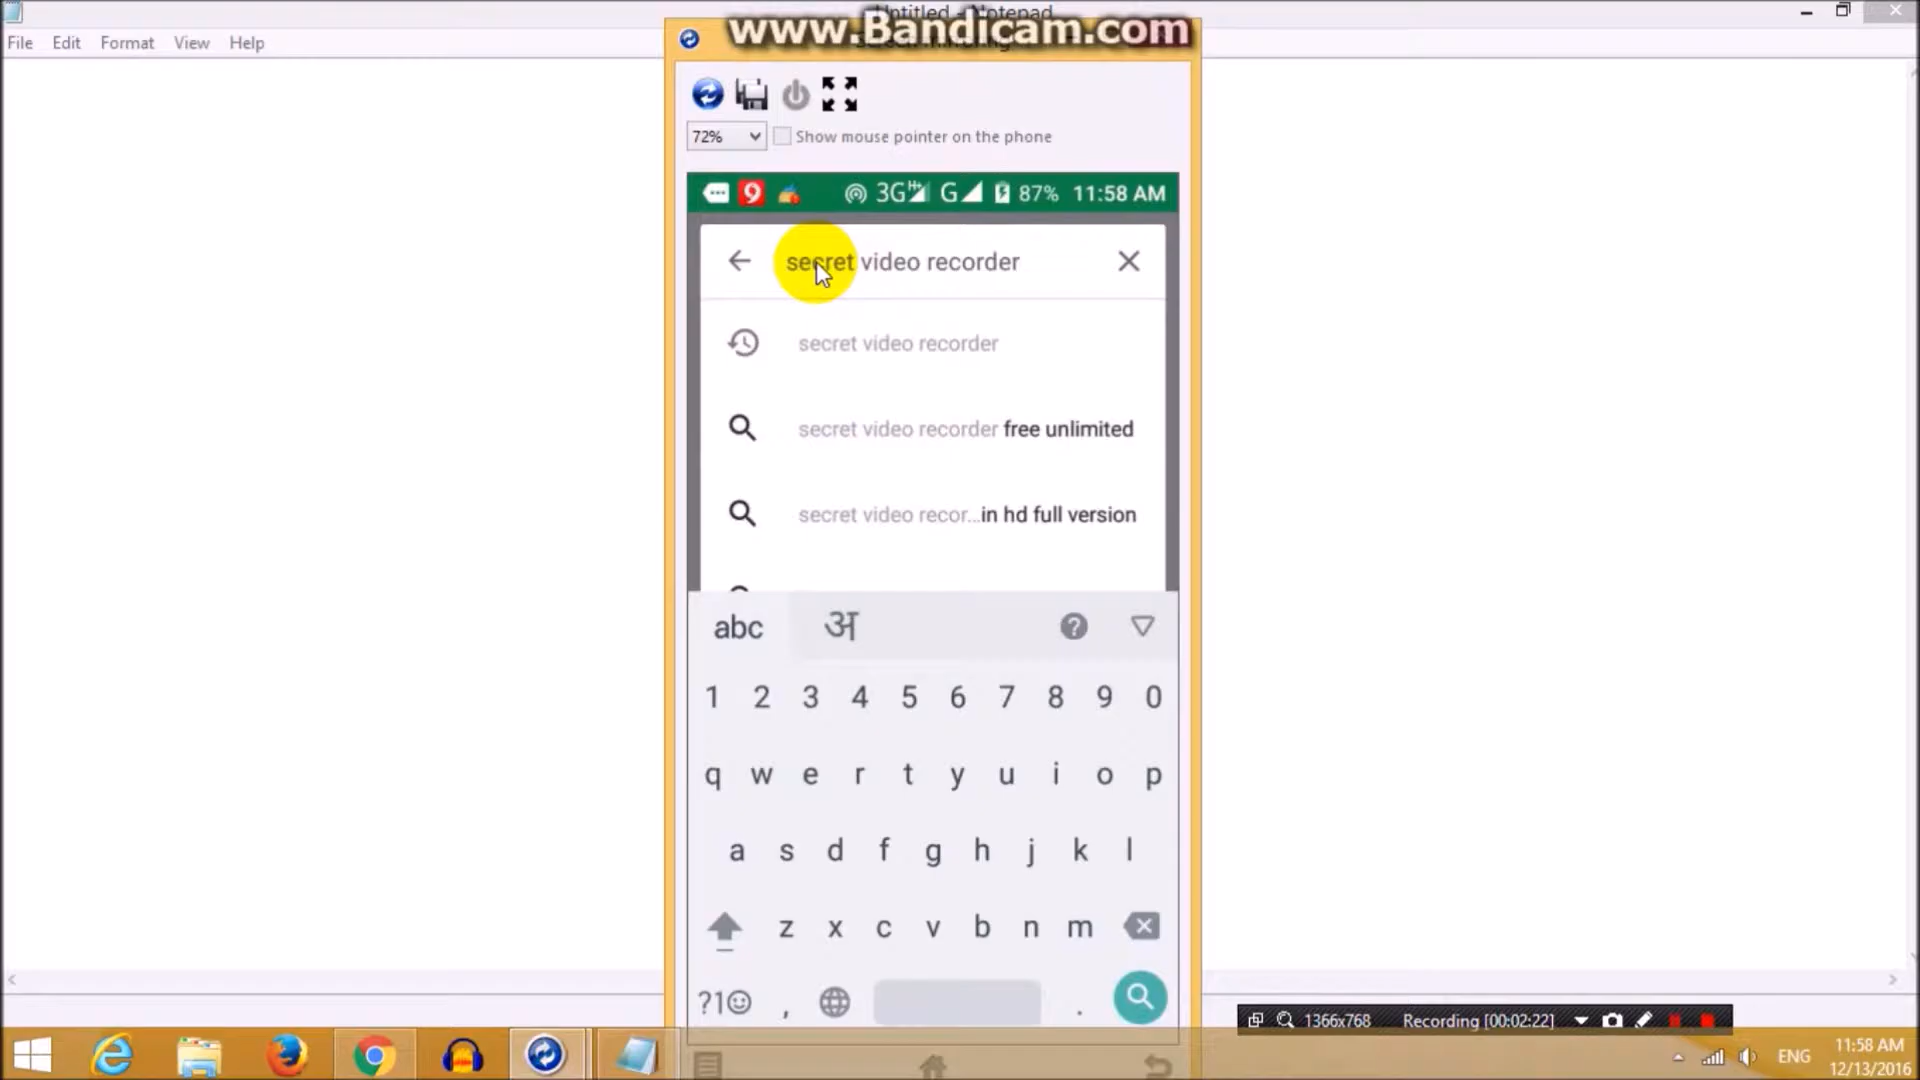 Untitled - Notepad
www.Bandicam.com
File Edit Format View Help
72% Show mouse pointer on the phone
9 3G H+ G 87% 11:58 AM
secret video recorder
secret video recorder
secret video recorder free unlimited
secret video recor...in hd full version
abc अ ?
1 2 3 4 5 6 7 8 9 0
q w e r t y u i o p
a s d f g h j k l
z x c v b n m
?1☺ , .
1366x768 Recording [00:02:22]
ENG 11:58 AM
12/13/2016